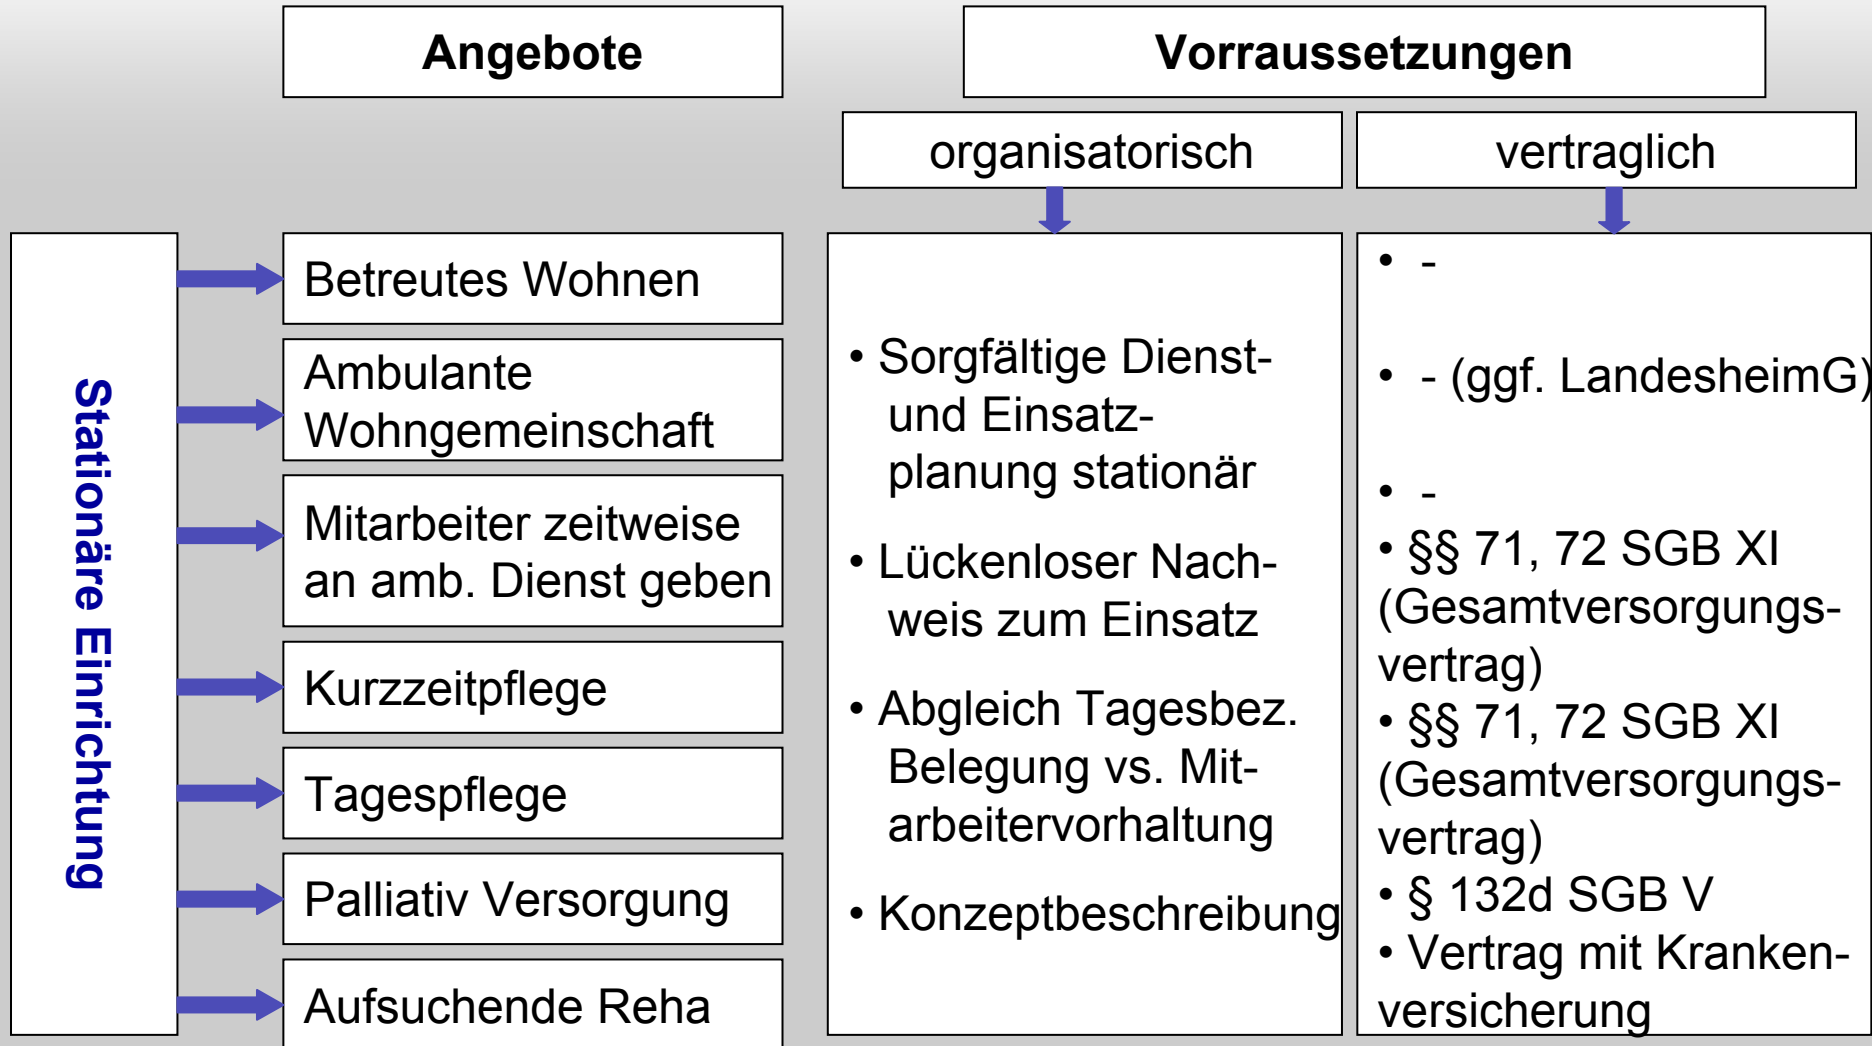 Angebote
Vorraussetzungen
organisatorisch
vertraglich
Stationäre Einrichtung
Betreutes Wohnen
Ambulante
Wohngemeinschaft
Mitarbeiter zeitweise
an amb. Dienst geben
Kurzzeitpflege
Tagespflege
Palliativ Versorgung
Aufsuchende Reha
• Sorgfältige Dienst-
und Einsatz-
planung stationär
• Lückenloser Nach-
weis zum Einsatz
• Abgleich Tagesbez.
Belegung vs. Mit-
arbeitervorhaltung
• Konzeptbeschreibung
• -
• - (ggf. LandesheimG)
• -
• §§ 71, 72 SGB XI
(Gesamtversorgungs-
vertrag)
• §§ 71, 72 SGB XI
(Gesamtversorgungs-
vertrag)
• § 132d SGB V
• Vertrag mit Kranken-
versicherung